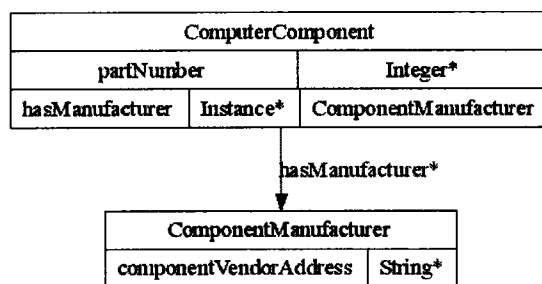 ComputerComponent
partNumber Integer*
hasManufacturer Instance* ComponentManufacturer
hasManufacturer*
ComponentManufacturer
componentVendorAddress String*